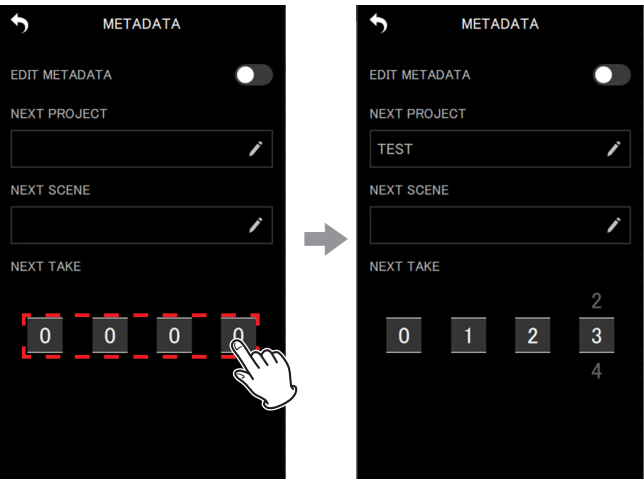 METADATA
EDIT METADATA
NEXT PROJECT
NEXT SCENE
NEXT TAKE
0 0 0 0
METADATA
EDIT METADATA
NEXT PROJECT
TEST
NEXT SCENE
NEXT TAKE
2
0 1 2 3
4